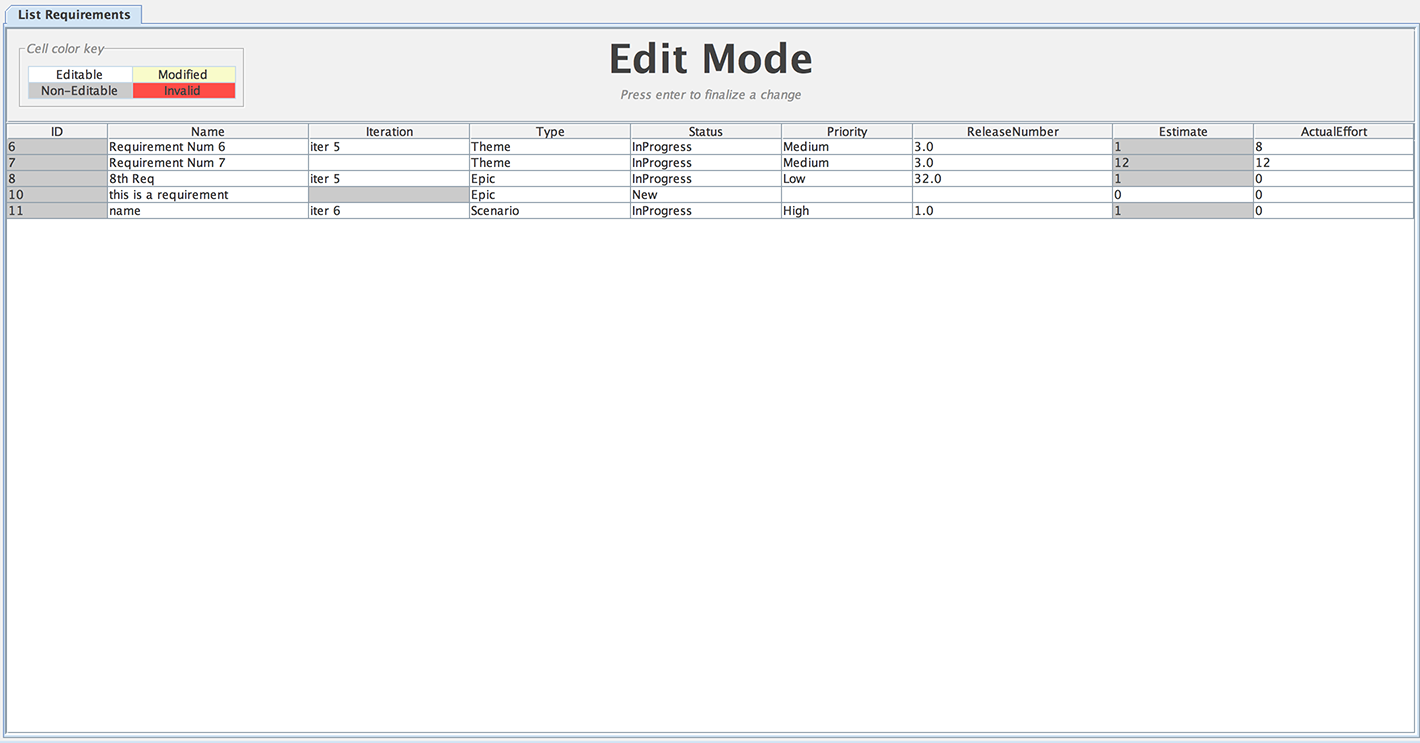 List Requirements
Cell color key
Edit Mode
Editable Modified
Non-Editable Invalid
Press enter to finalize a change
ID Name Iteration Type Status Priority ReleaseNumber Estimate ActualEffort
6 Requirement Num 6 iter 5 Theme InProgress Medium 3.0 1 8
7 Requirement Num 7 Theme InProgress Medium 3.0 12 12
8 8th Req iter 5 Epic InProgress Low 32.0 1 0
10 this is a requirement Epic New 0 0
11 name iter 6 Scenario InProgress High 1.0 1 0